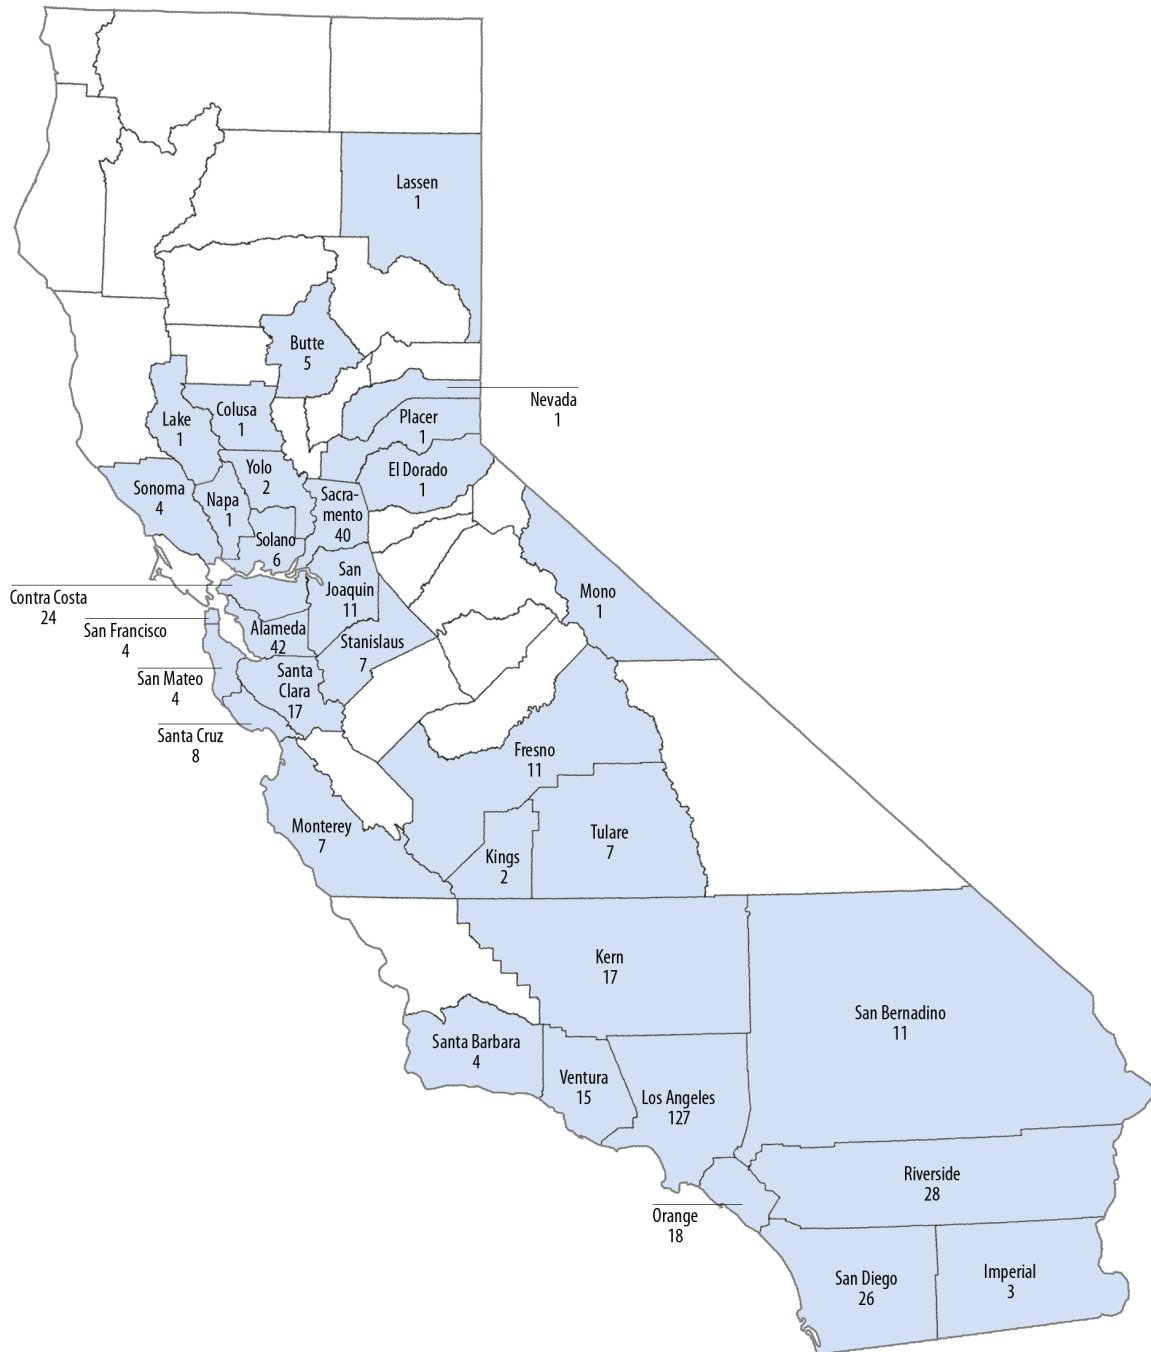 Lassen
1
Butte
5
Nevada
1
Lake
1
Colusa
1
Placer
1
El Dorado
1
Yolo
2
Sonoma
4
Napa
1
Sacra-
mento
40
Solano
6
San
Joaquin
11
Mono
1
Contra Costa
24
San Francisco
4
Alameda
42
Stanislaus
7
San Mateo
4
Santa
Clara
17
Santa Cruz
8
Fresno
11
Monterey
7
Kings
2
Tulare
7
Kern
17
San Bernadino
11
Santa Barbara
4
Ventura
15
Los Angeles
127
Riverside
28
Orange
18
San Diego
26
Imperial
3